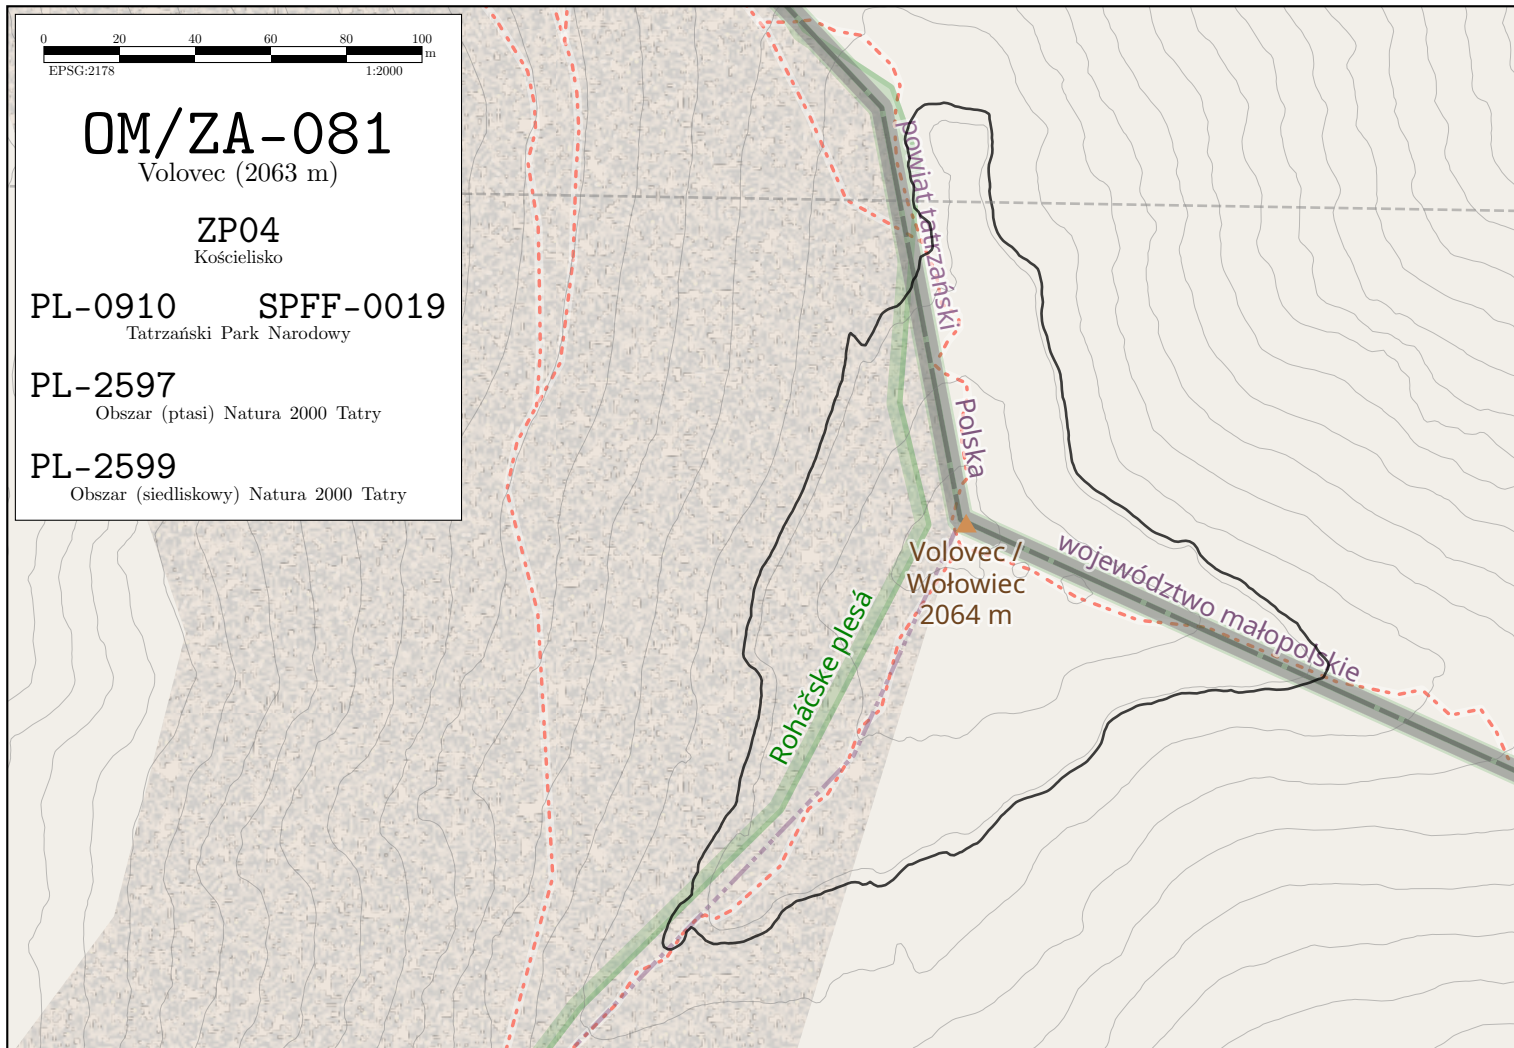 0 20 40 60 80 100
m
EPSG:2178 1:2000
OM/ZA-081
Volovec (2063 m)
ZP04
Kościelisko
PL-0910 SPFF-0019
Tatrzański Park Narodowy
PL-2597
Obszar (ptasi) Natura 2000 Tatry
PL-2599
Obszar (siedliskowy) Natura 2000 Tatry
powiat tatrzański
Polska
Volovec /
Wołowiec
2064 m
województwo małopolskie
Roháčske plesá